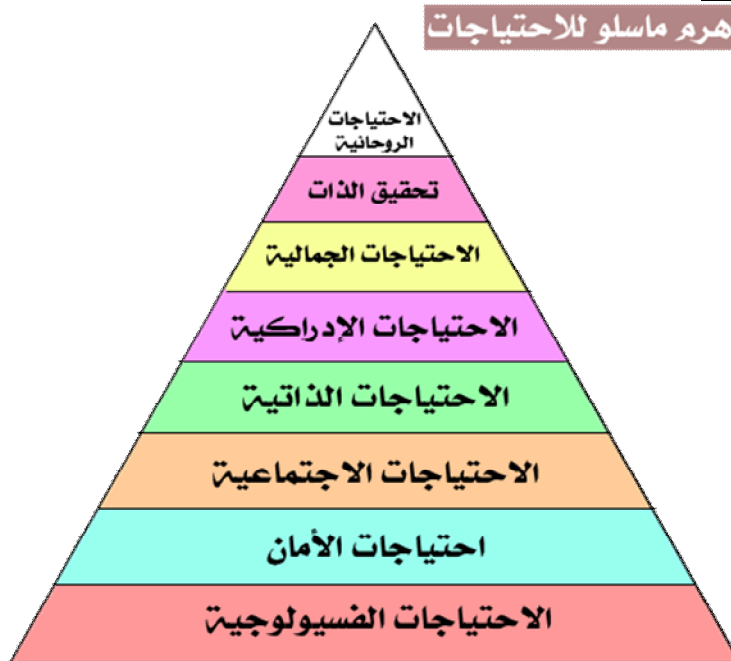 هرم ماسلو للاحتياجات
الاحتياجات
الروحانية
تحقيق الذات
الاحتياجات الجمالية
الاحتياجات الإدراكية
الاحتياجات الذاتية
الاحتياجات الاجتماعية
احتياجات الأمان
الاحتياجات الفسيولوجية